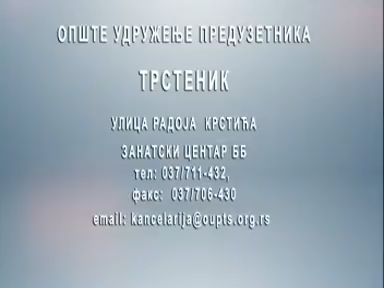 ОПШТЕ УДРУЖЕЊЕ ПРЕДУЗЕТНИКА
ТРСТЕНИК
УЛИЦА РАДОЈА КРСТИЋА
ЗАНАТСКИ ЦЕНТАР ББ
тел: 037/711-432,
факс: 037/706-430
email: kancelarija@oupts.org.rs